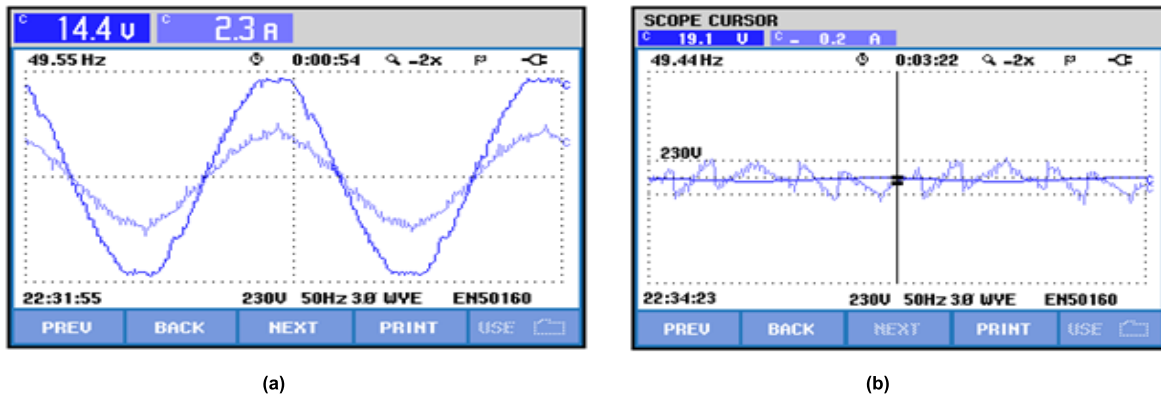 C 14.4 V C 2.3 A
49.55 Hz 0:00:54 -2x
C
C
22:31:55 230V 50Hz 3Ø WYE EN50160
PREV BACK NEXT PRINT USE
(a)
SCOPE CURSOR
C 19.1 V C - 0.2 A
49.44 Hz 0:03:22 -2x
230V
22:34:23 230V 50Hz 3Ø WYE EN50160
PREV BACK NEXT PRINT USE
(b)